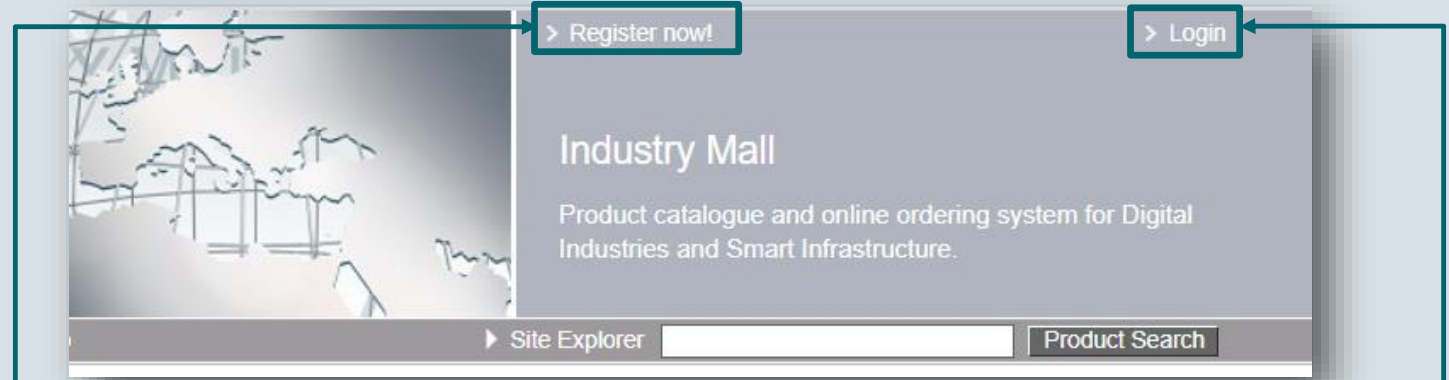 > Register now!
> Login
Industry Mall
Product catalogue and online ordering system for Digital
Industries and Smart Infrastructure.
Site Explorer
Product Search